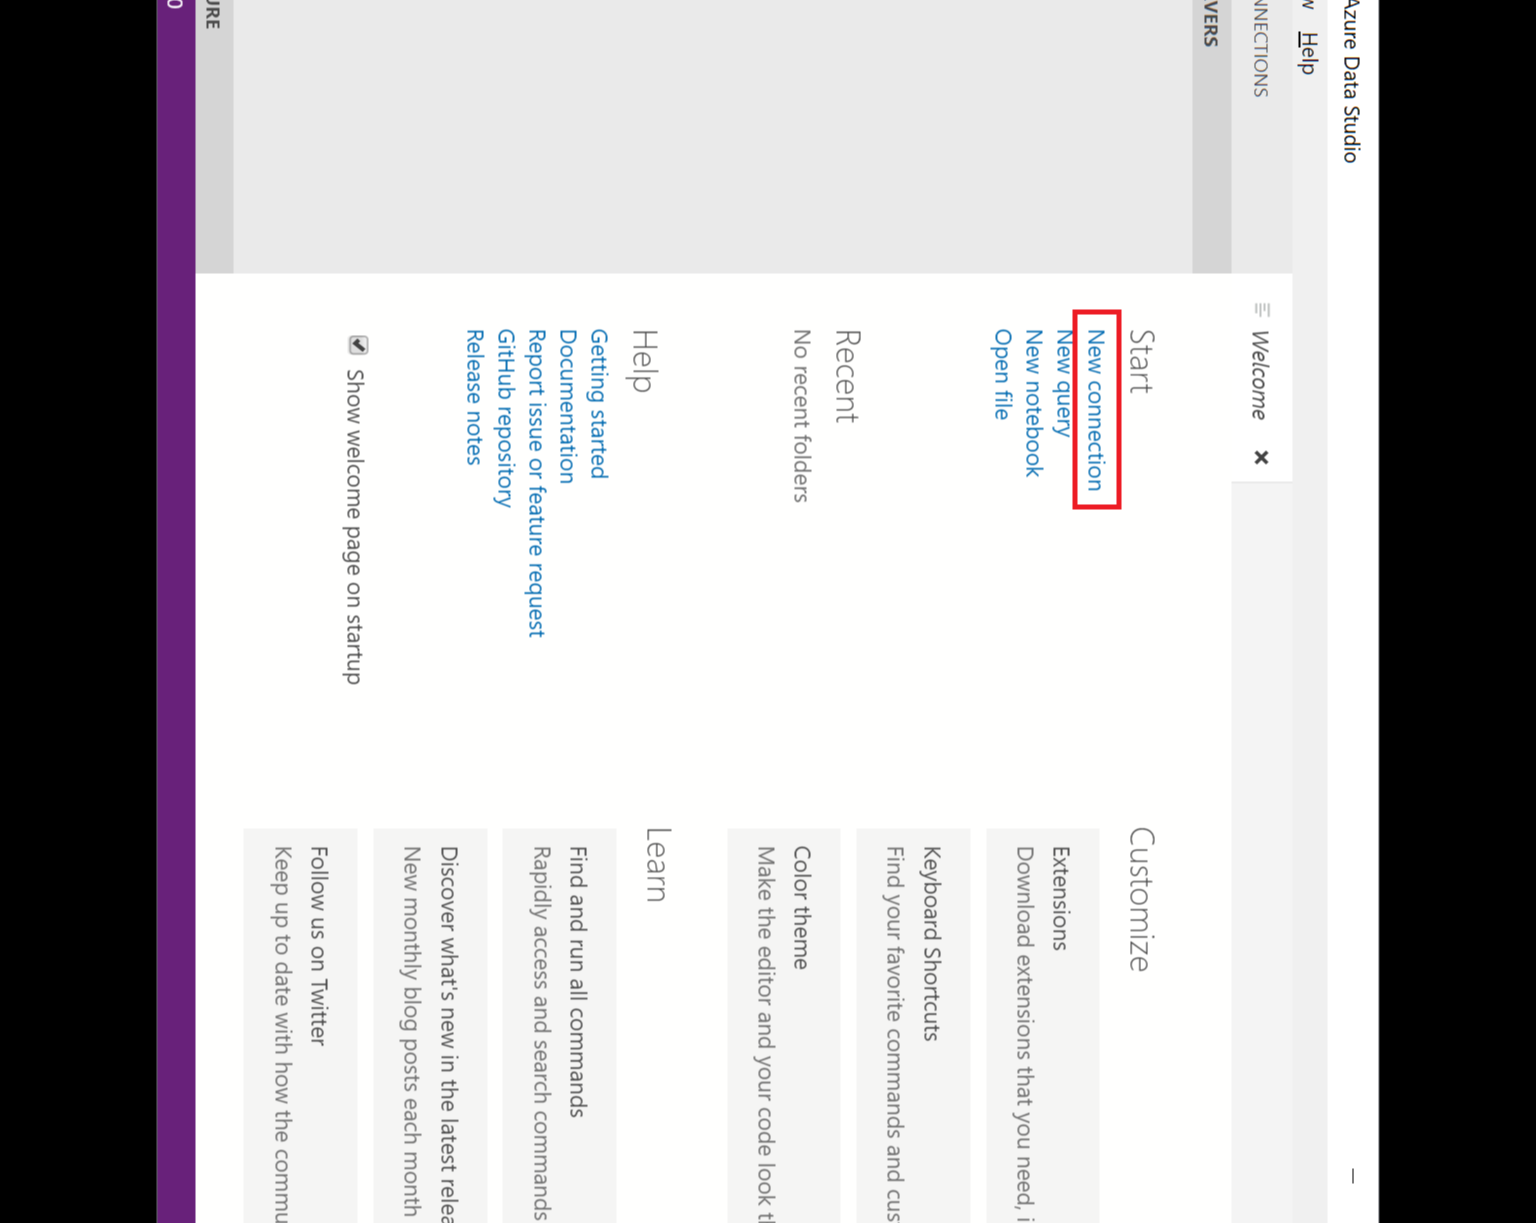 Azure Data Studio
Help
NNECTIONS
VERS
Welcome
Start
New connection
New query
New notebook
Open file
Recent
No recent folders
Help
Getting started
Documentation
Report issue or feature request
GitHub repository
Release notes
Show welcome page on startup
Customize
Extensions
Download extensions that you need, i
Keyboard Shortcuts
Find your favorite commands and cus
Color theme
Make the editor and your code look th
Learn
Find and run all commands
Rapidly access and search commands
Discover what's new in the latest relea
New monthly blog posts each month
Follow us on Twitter
Keep up to date with how the commu
URE
0